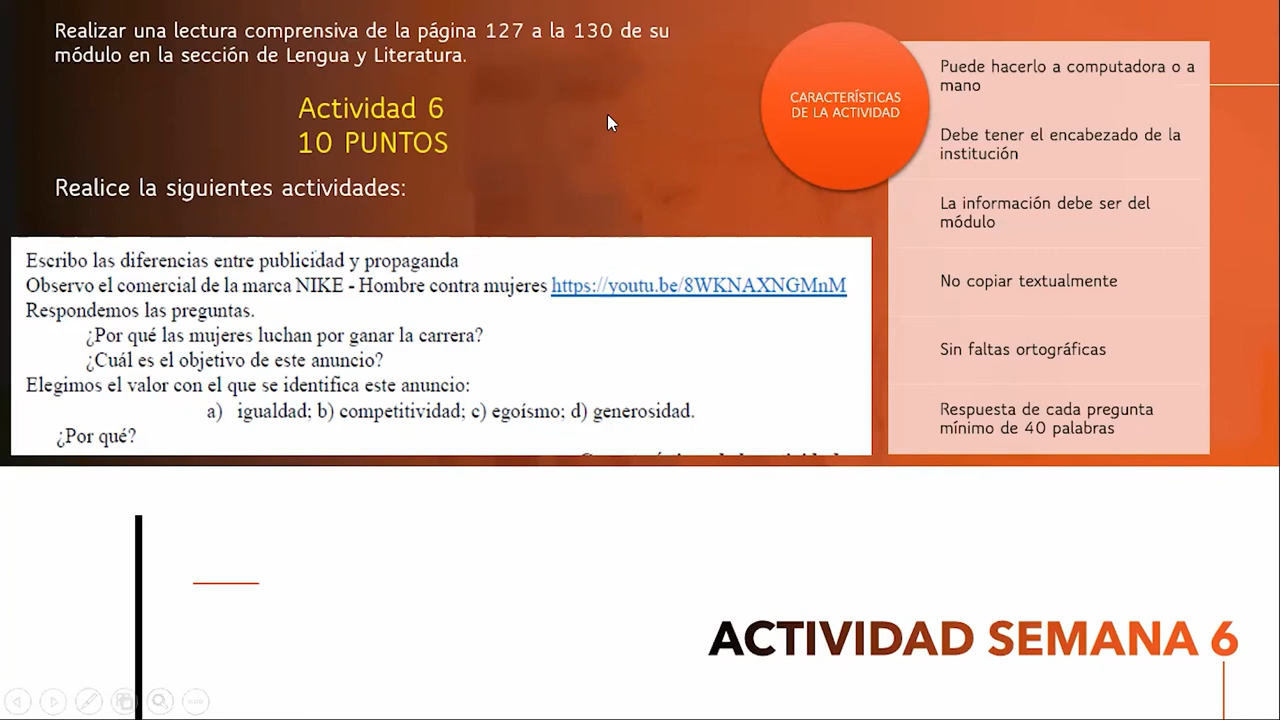 Realizar una lectura comprensiva de la página 127 a la 130 de su
módulo en la sección de Lengua y Literatura.
Actividad 6
10 PUNTOS
Realice la siguientes actividades:
Escribo las diferencias entre publicidad y propaganda
Observo el comercial de la marca NIKE - Hombre contra mujeres https://youtu.be/8WKNAXNGMnM
Respondemos las preguntas.
¿Por qué las mujeres luchan por ganar la carrera?
¿Cuál es el objetivo de este anuncio?
Elegimos el valor con el que se identifica este anuncio:
a) igualdad; b) competitividad; c) egoísmo; d) generosidad.
¿Por qué?
CARACTERÍSTICAS
DE LA ACTIVIDAD
Puede hacerlo a computadora o a
mano
Debe tener el encabezado de la
institución
La información debe ser del
módulo
No copiar textualmente
Sin faltas ortográficas
Respuesta de cada pregunta
mínimo de 40 palabras
ACTIVIDAD SEMANA 6